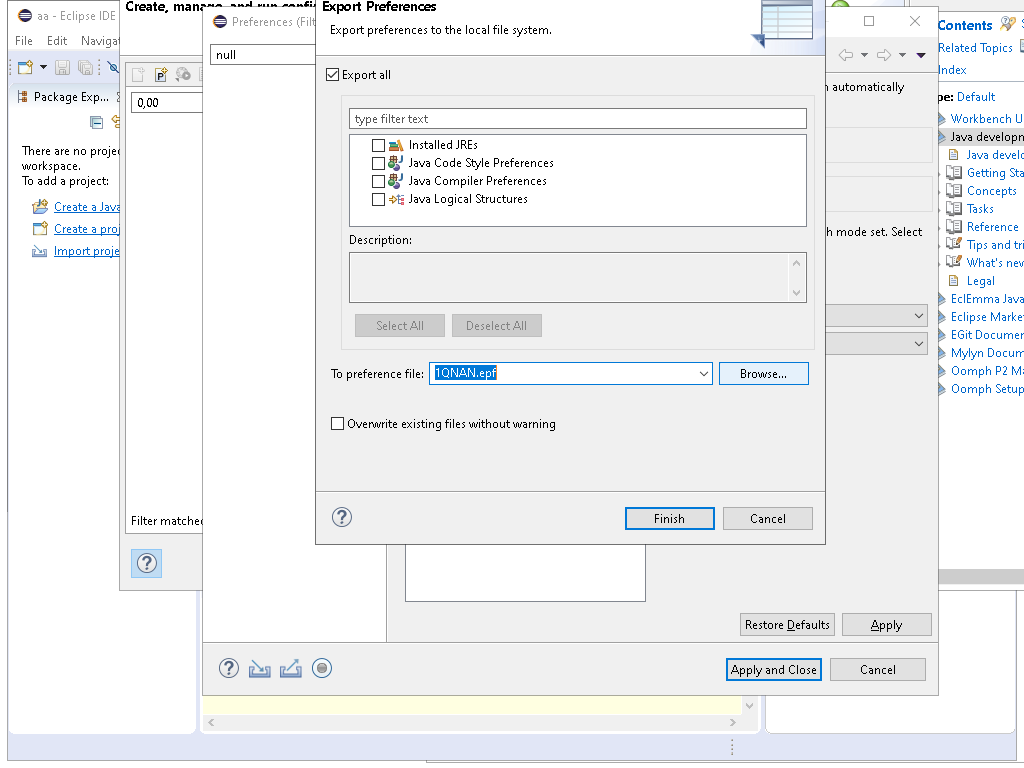 aa - Eclipse IDE
File Edit Navigat
Package Exp...
There are no projec
workspace.
To add a project:
Create a Java
Create a proj
Import proje
Create, manage, and run confi
0,00
Filter matched
Preferences (Filt
null
Export Preferences
Export preferences to the local file system.
Export all
type filter text
Installed JREs
Java Code Style Preferences
Java Compiler Preferences
Java Logical Structures
Description:
Select All
Deselect All
To preference file:
1QNAN.epf
Browse...
Overwrite existing files without warning
Finish
Cancel
automatically
h mode set. Select
Restore Defaults
Apply
Apply and Close
Cancel
Contents
Related Topics
Index
pe: Default
Workbench U
Java developm
Java develo
Getting Sta
Concepts
Tasks
Reference
Tips and tri
What's new
Legal
EclEmma Java
Eclipse Marke
EGit Documen
Mylyn Docum
Oomph P2 Ma
Oomph Setup